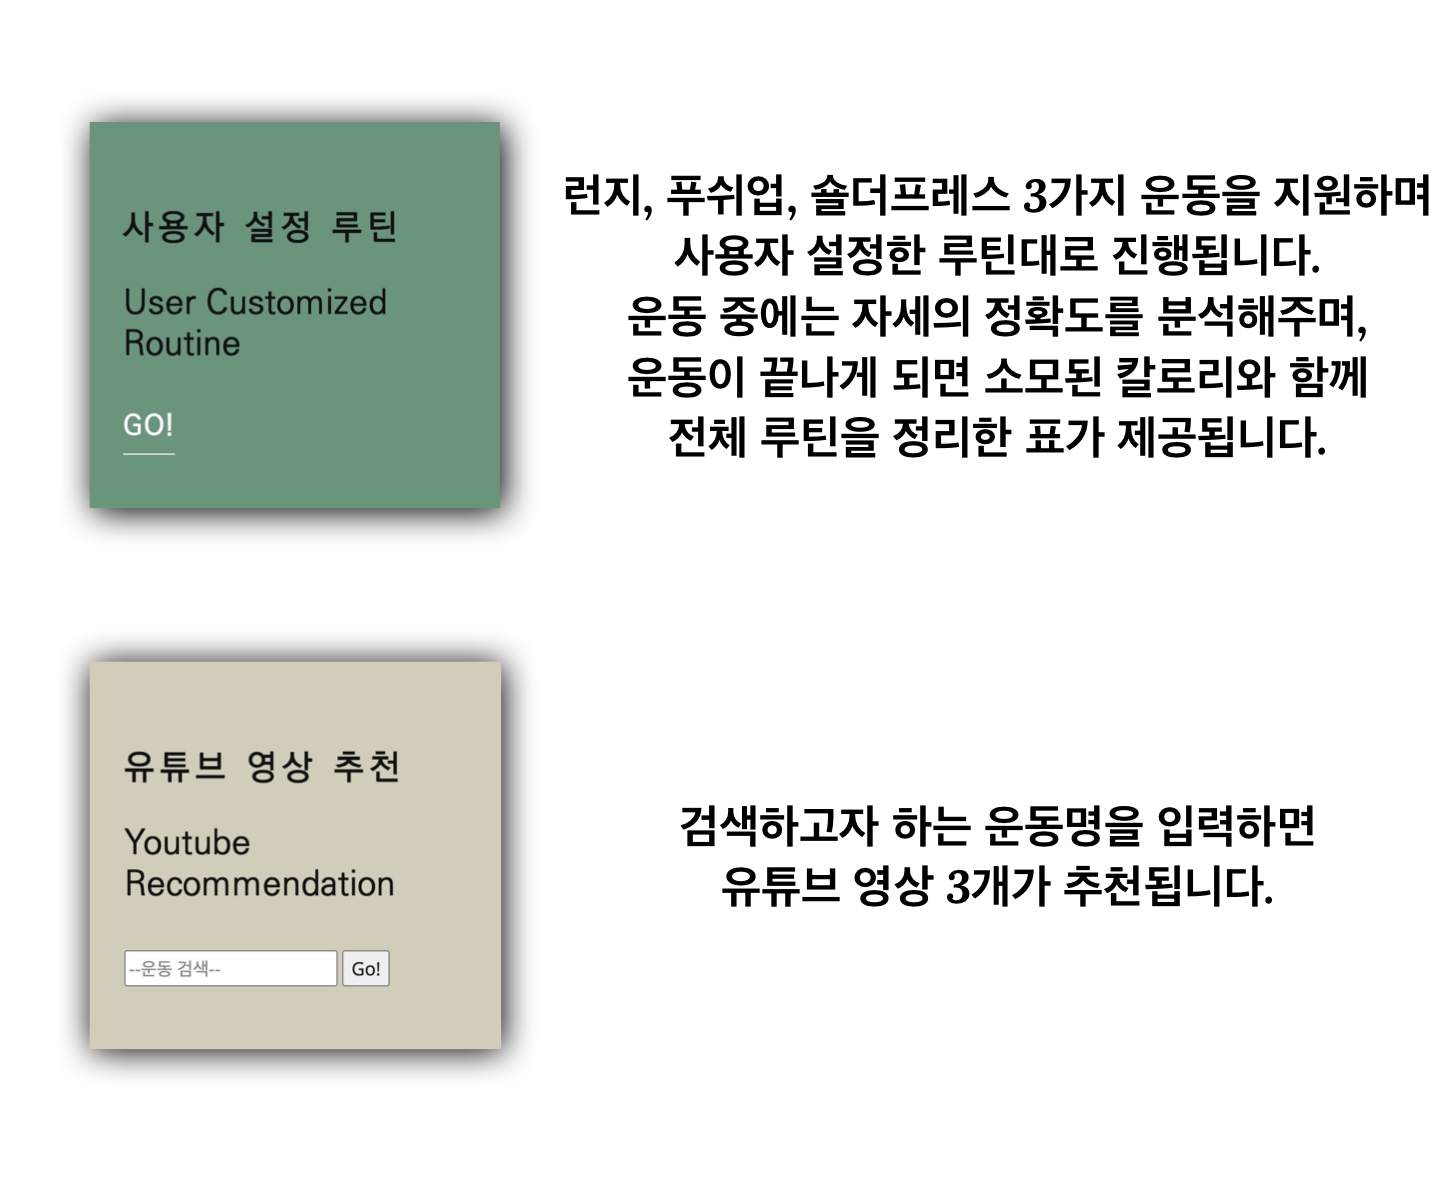 사용자 설정 루틴
User Customized
Routine
GO!
런지, 푸쉬업, 숄더프레스 3가지 운동을 지원하며
사용자 설정한 루틴대로 진행됩니다.
운동 중에는 자세의 정확도를 분석해주며,
운동이 끝나게 되면 소모된 칼로리와 함께
전체 루틴을 정리한 표가 제공됩니다.
유튜브 영상 추천
Youtube
Recommendation
--운동 검색-- Go!
검색하고자 하는 운동명을 입력하면
유튜브 영상 3개가 추천됩니다.